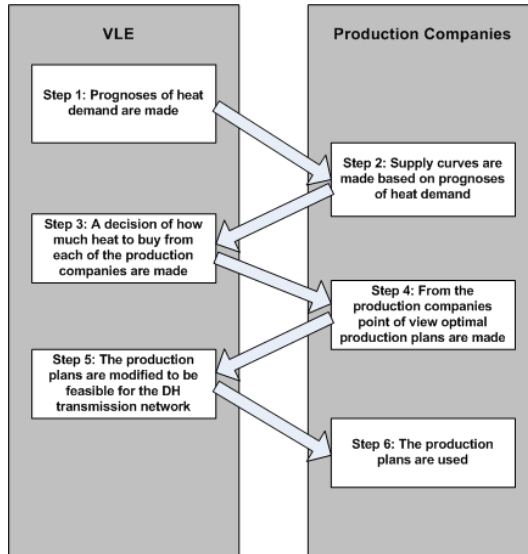 VLE
Production Companies
Step 1: Prognoses of heat
demand are made
Step 2: Supply curves are
made based on prognoses
of heat demand
Step 3: A decision of how
much heat to buy from
each of the production
companies are made
Step 4: From the
production companies
point of view optimal
production plans are made
Step 5: The production
plans are modified to be
feasible for the DH
transmission network
Step 6: The production
plans are used